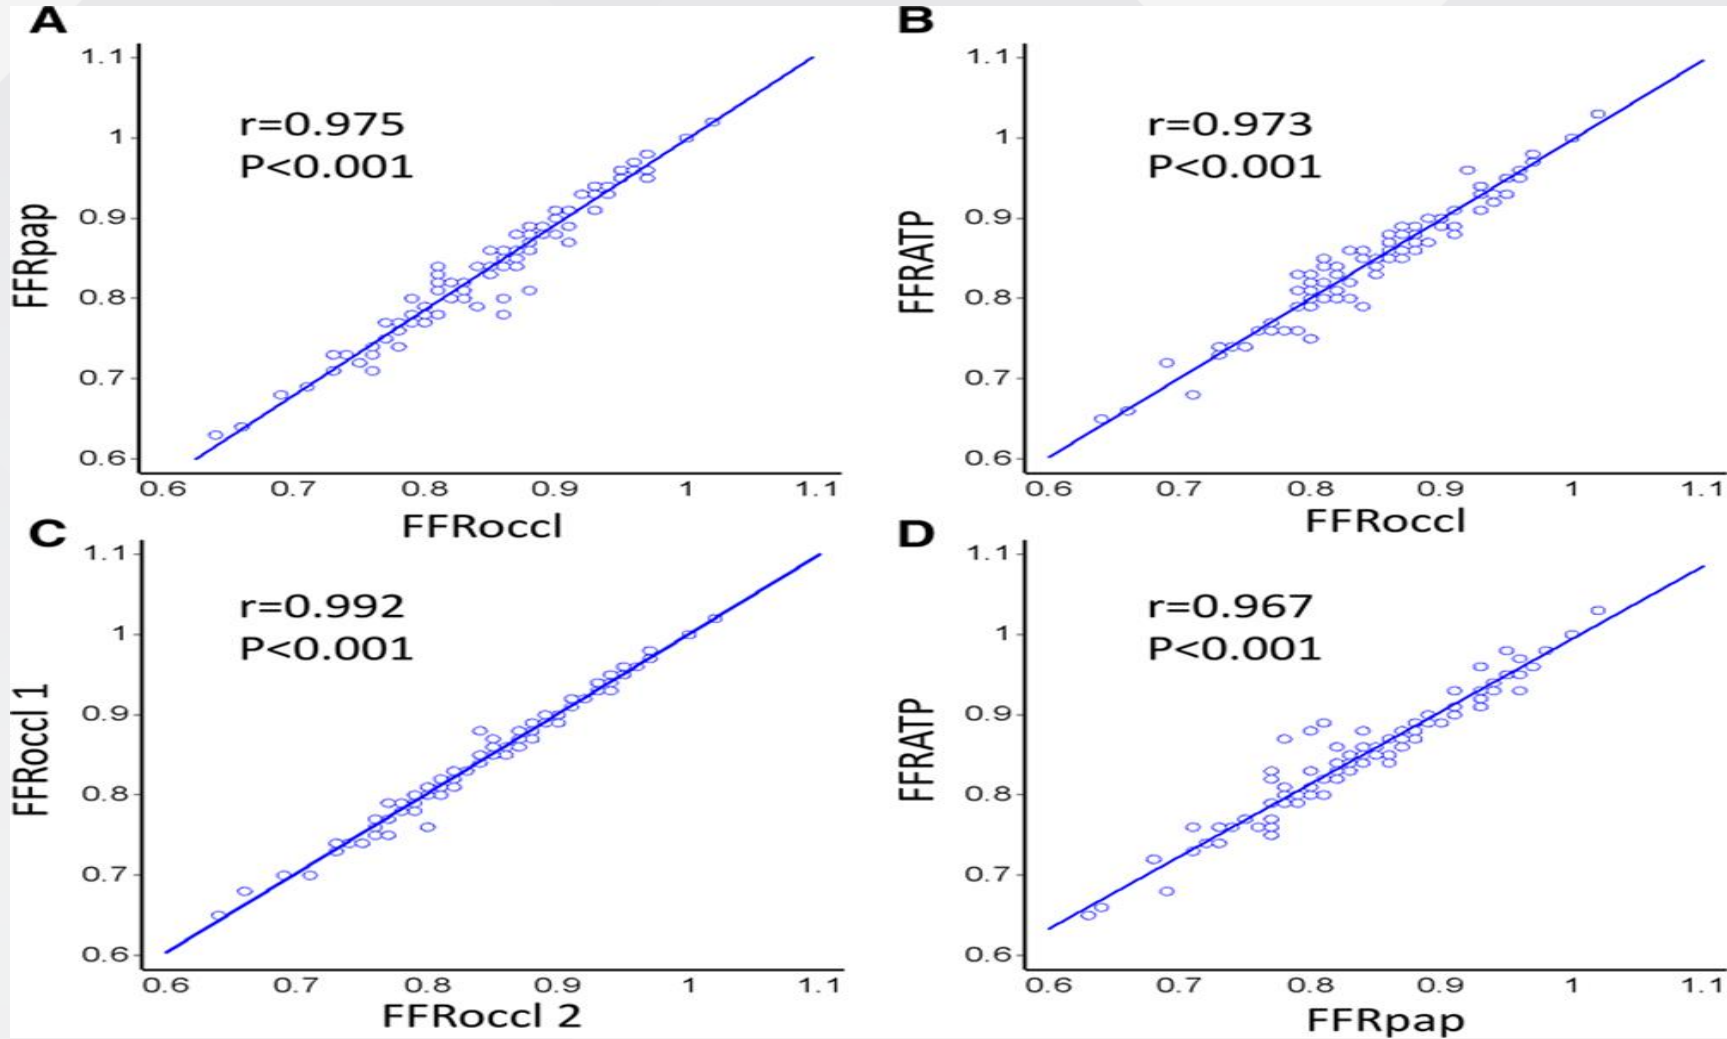 A
1.1
1
0.9
0.8
0.7
0.6
r=0.975
P<0.001
FFRpap
0.6 0.7 0.8 0.9 1 1.1
FFRoccl
B
1.1
1
0.9
0.8
0.7
0.6
r=0.973
P<0.001
FFRATP
0.6 0.7 0.8 0.9 1 1.1
FFRoccl
C
1.1
1
0.9
0.8
0.7
0.6
r=0.992
P<0.001
FFRoccl 1
0.6 0.7 0.8 0.9 1 1.1
FFRoccl 2
D
1.1
1
0.9
0.8
0.7
0.6
r=0.967
P<0.001
FFRATP
0.6 0.7 0.8 0.9 1 1.1
FFRpap